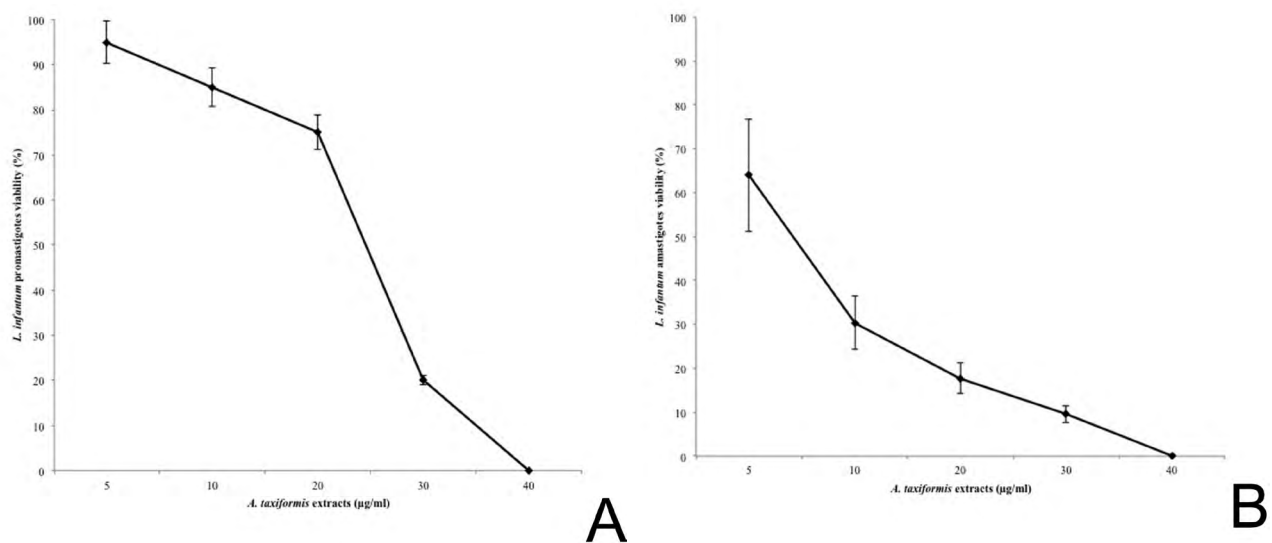 100
90
80
70
60
50
40
30
20
10
0
L. infantum promastigotes viability (%)
5 10 20 30 40
A. taxiformis extracts (µg/ml)
A
100
90
80
70
60
50
40
30
20
10
0
L. infantum amastigotes viability (%)
5 10 20 30 40
A. taxiformis extracts (µg/ml)
B